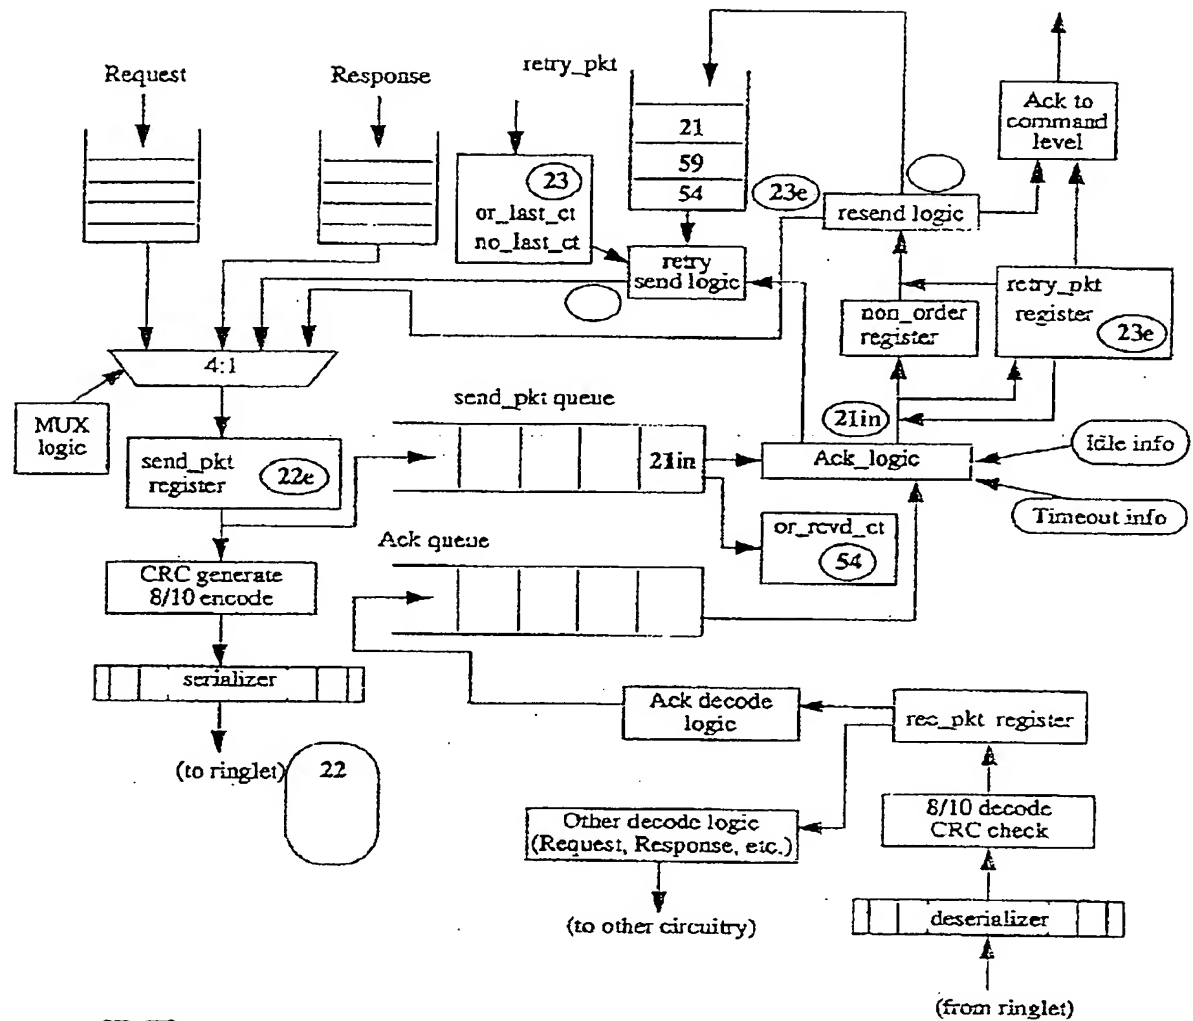 Request
Response
retry_pkt
21
59
54
23
or_last_ct
no_last_ct
retry
send logic
23e
resend logic
Ack to
command
level
non_order
register
retry_pkt
register
23e
4:1
MUX
logic
send_pkt
register
22e
send_pkt queue
21in
21in
Ack_logic
Idle info
Timeout info
or_rcvd_ct
54
Ack queue
CRC generate
8/10 encode
serializer
(to ringlet)
22
Ack decode
logic
rec_pkt register
Other decode logic
(Request, Response, etc.)
(to other circuitry)
8/10 decode
CRC check
deserializer
(from ringlet)